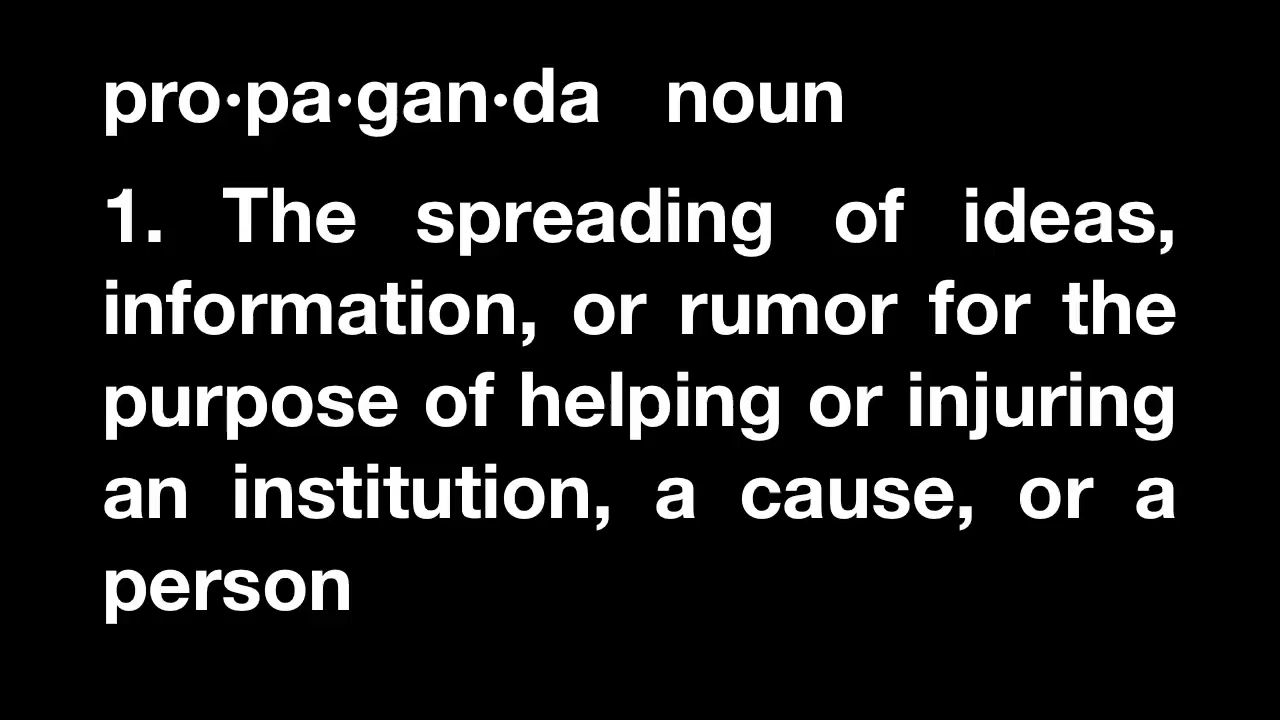 pro·pa·gan·da noun
1. The spreading of ideas,
information, or rumor for the
purpose of helping or injuring
an institution, a cause, or a
person